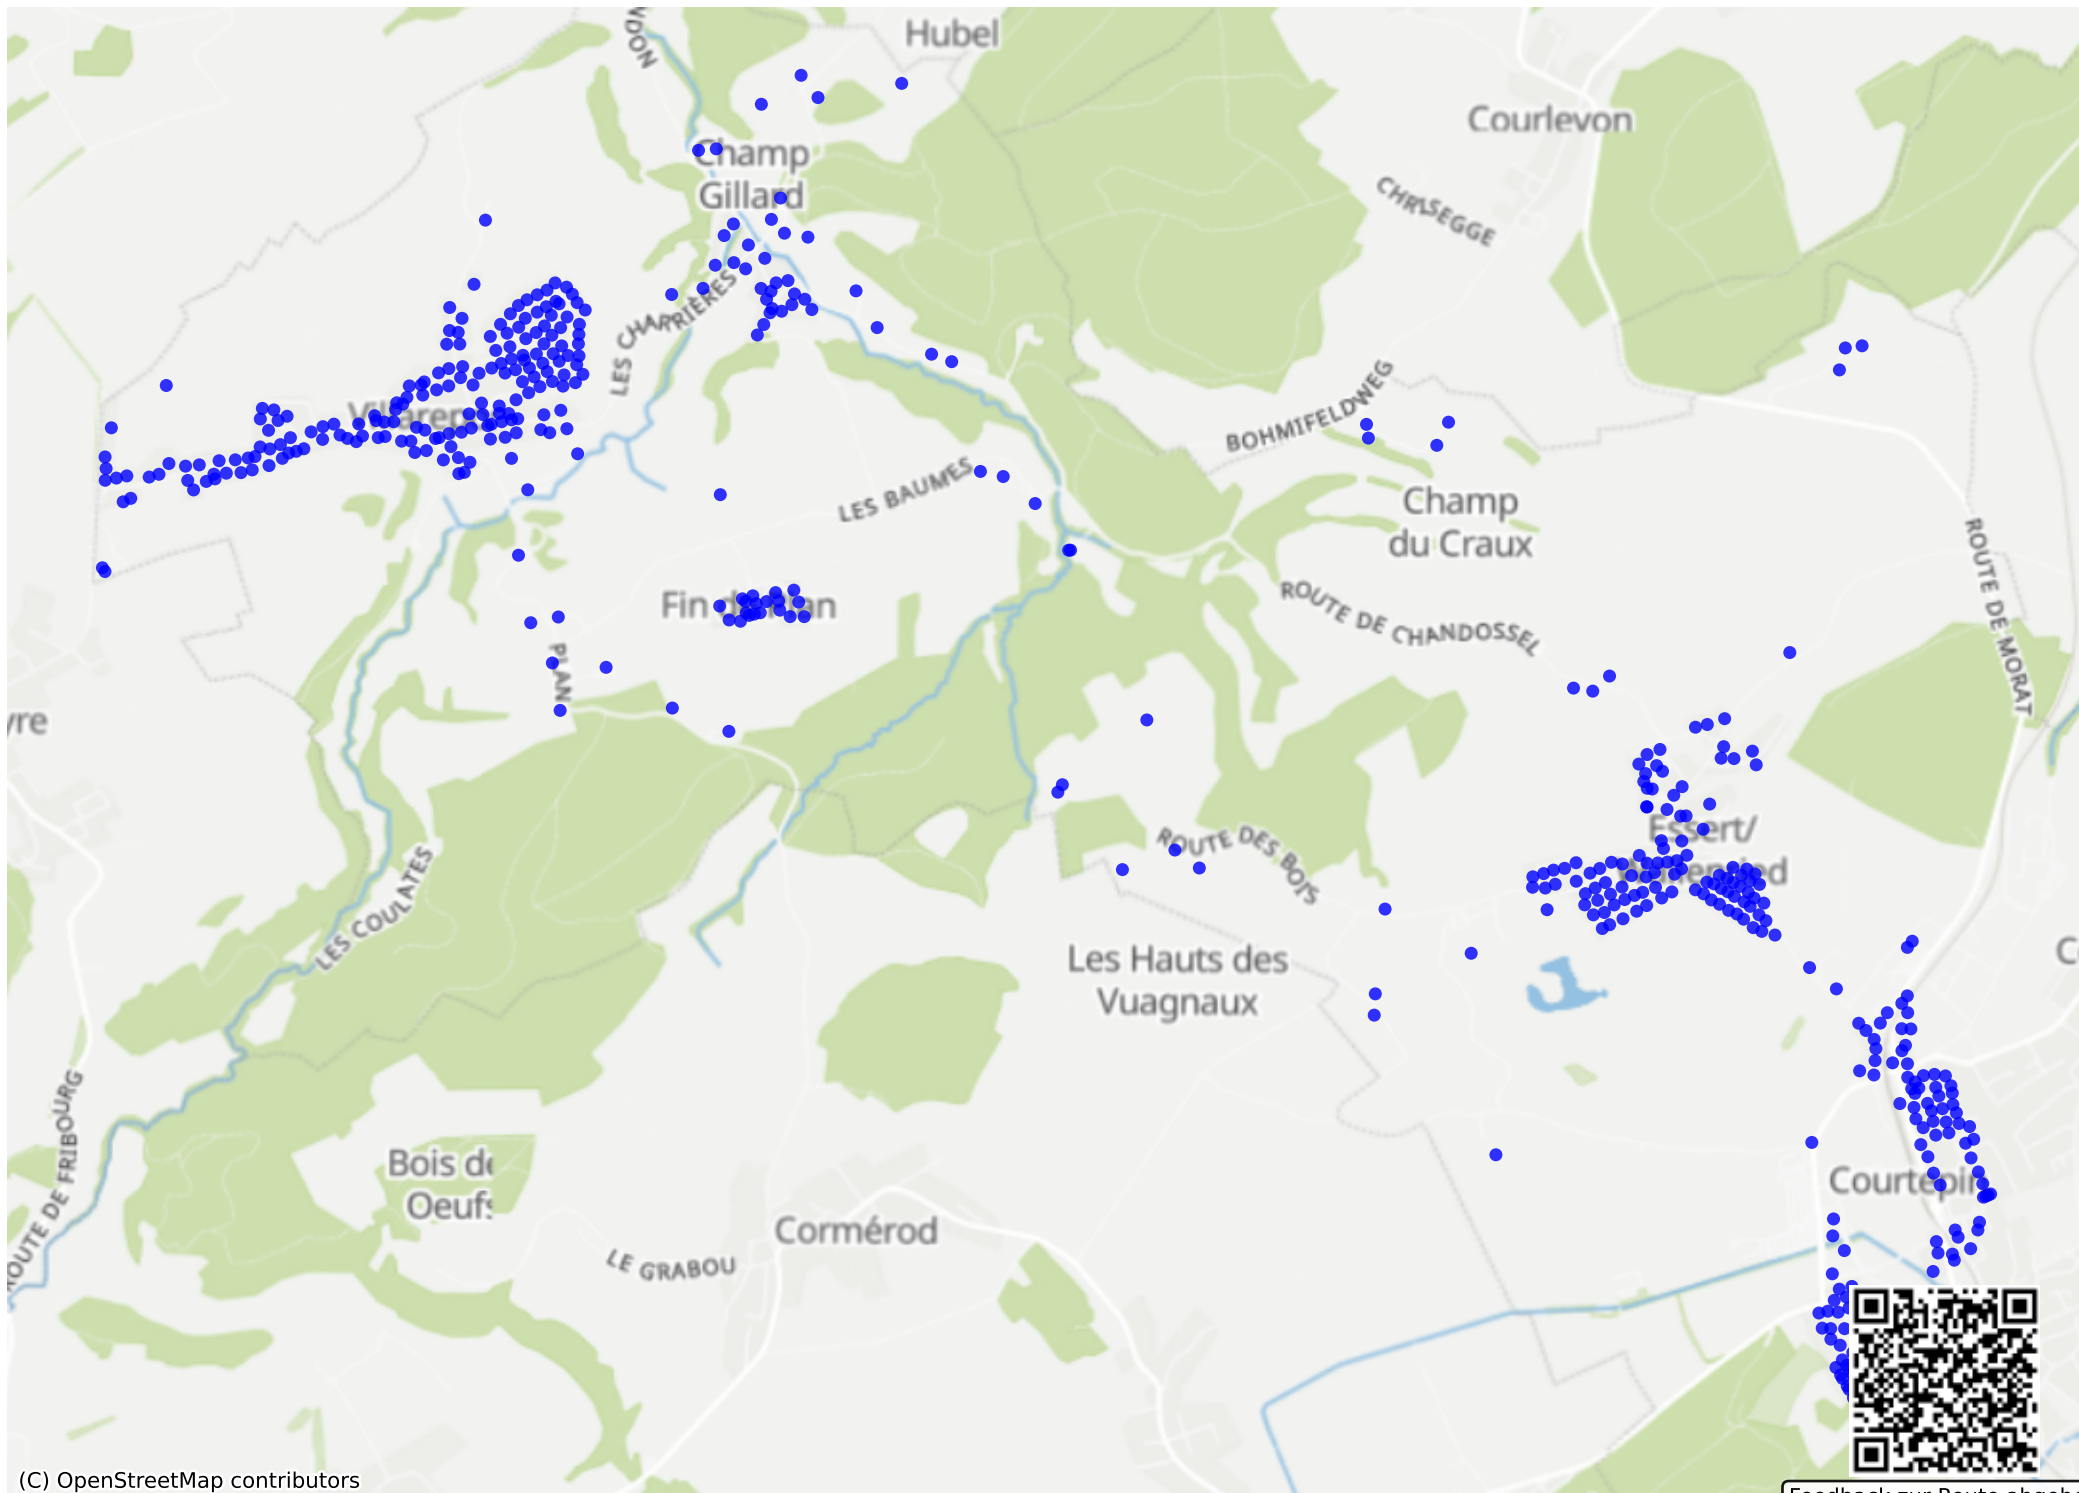 Hubel
Courlevon
Champ
Gillard
CHRISEGGE
LES CHARRIÈRES
BOHMIFELDWEG
LES BAUMES
Champ
du Craux
ROUTE DE MORAT
ROUTE DE CHANDOSSEL
PLAN
ROUTE DES BOIS
LES COULATES
Les Hauts des
Vuagnaux
ROUTE DE FRIBOURG
Bois de
Oeufs
Courtepin
Cormérod
LE GRABOU
(C) OpenStreetMap contributors